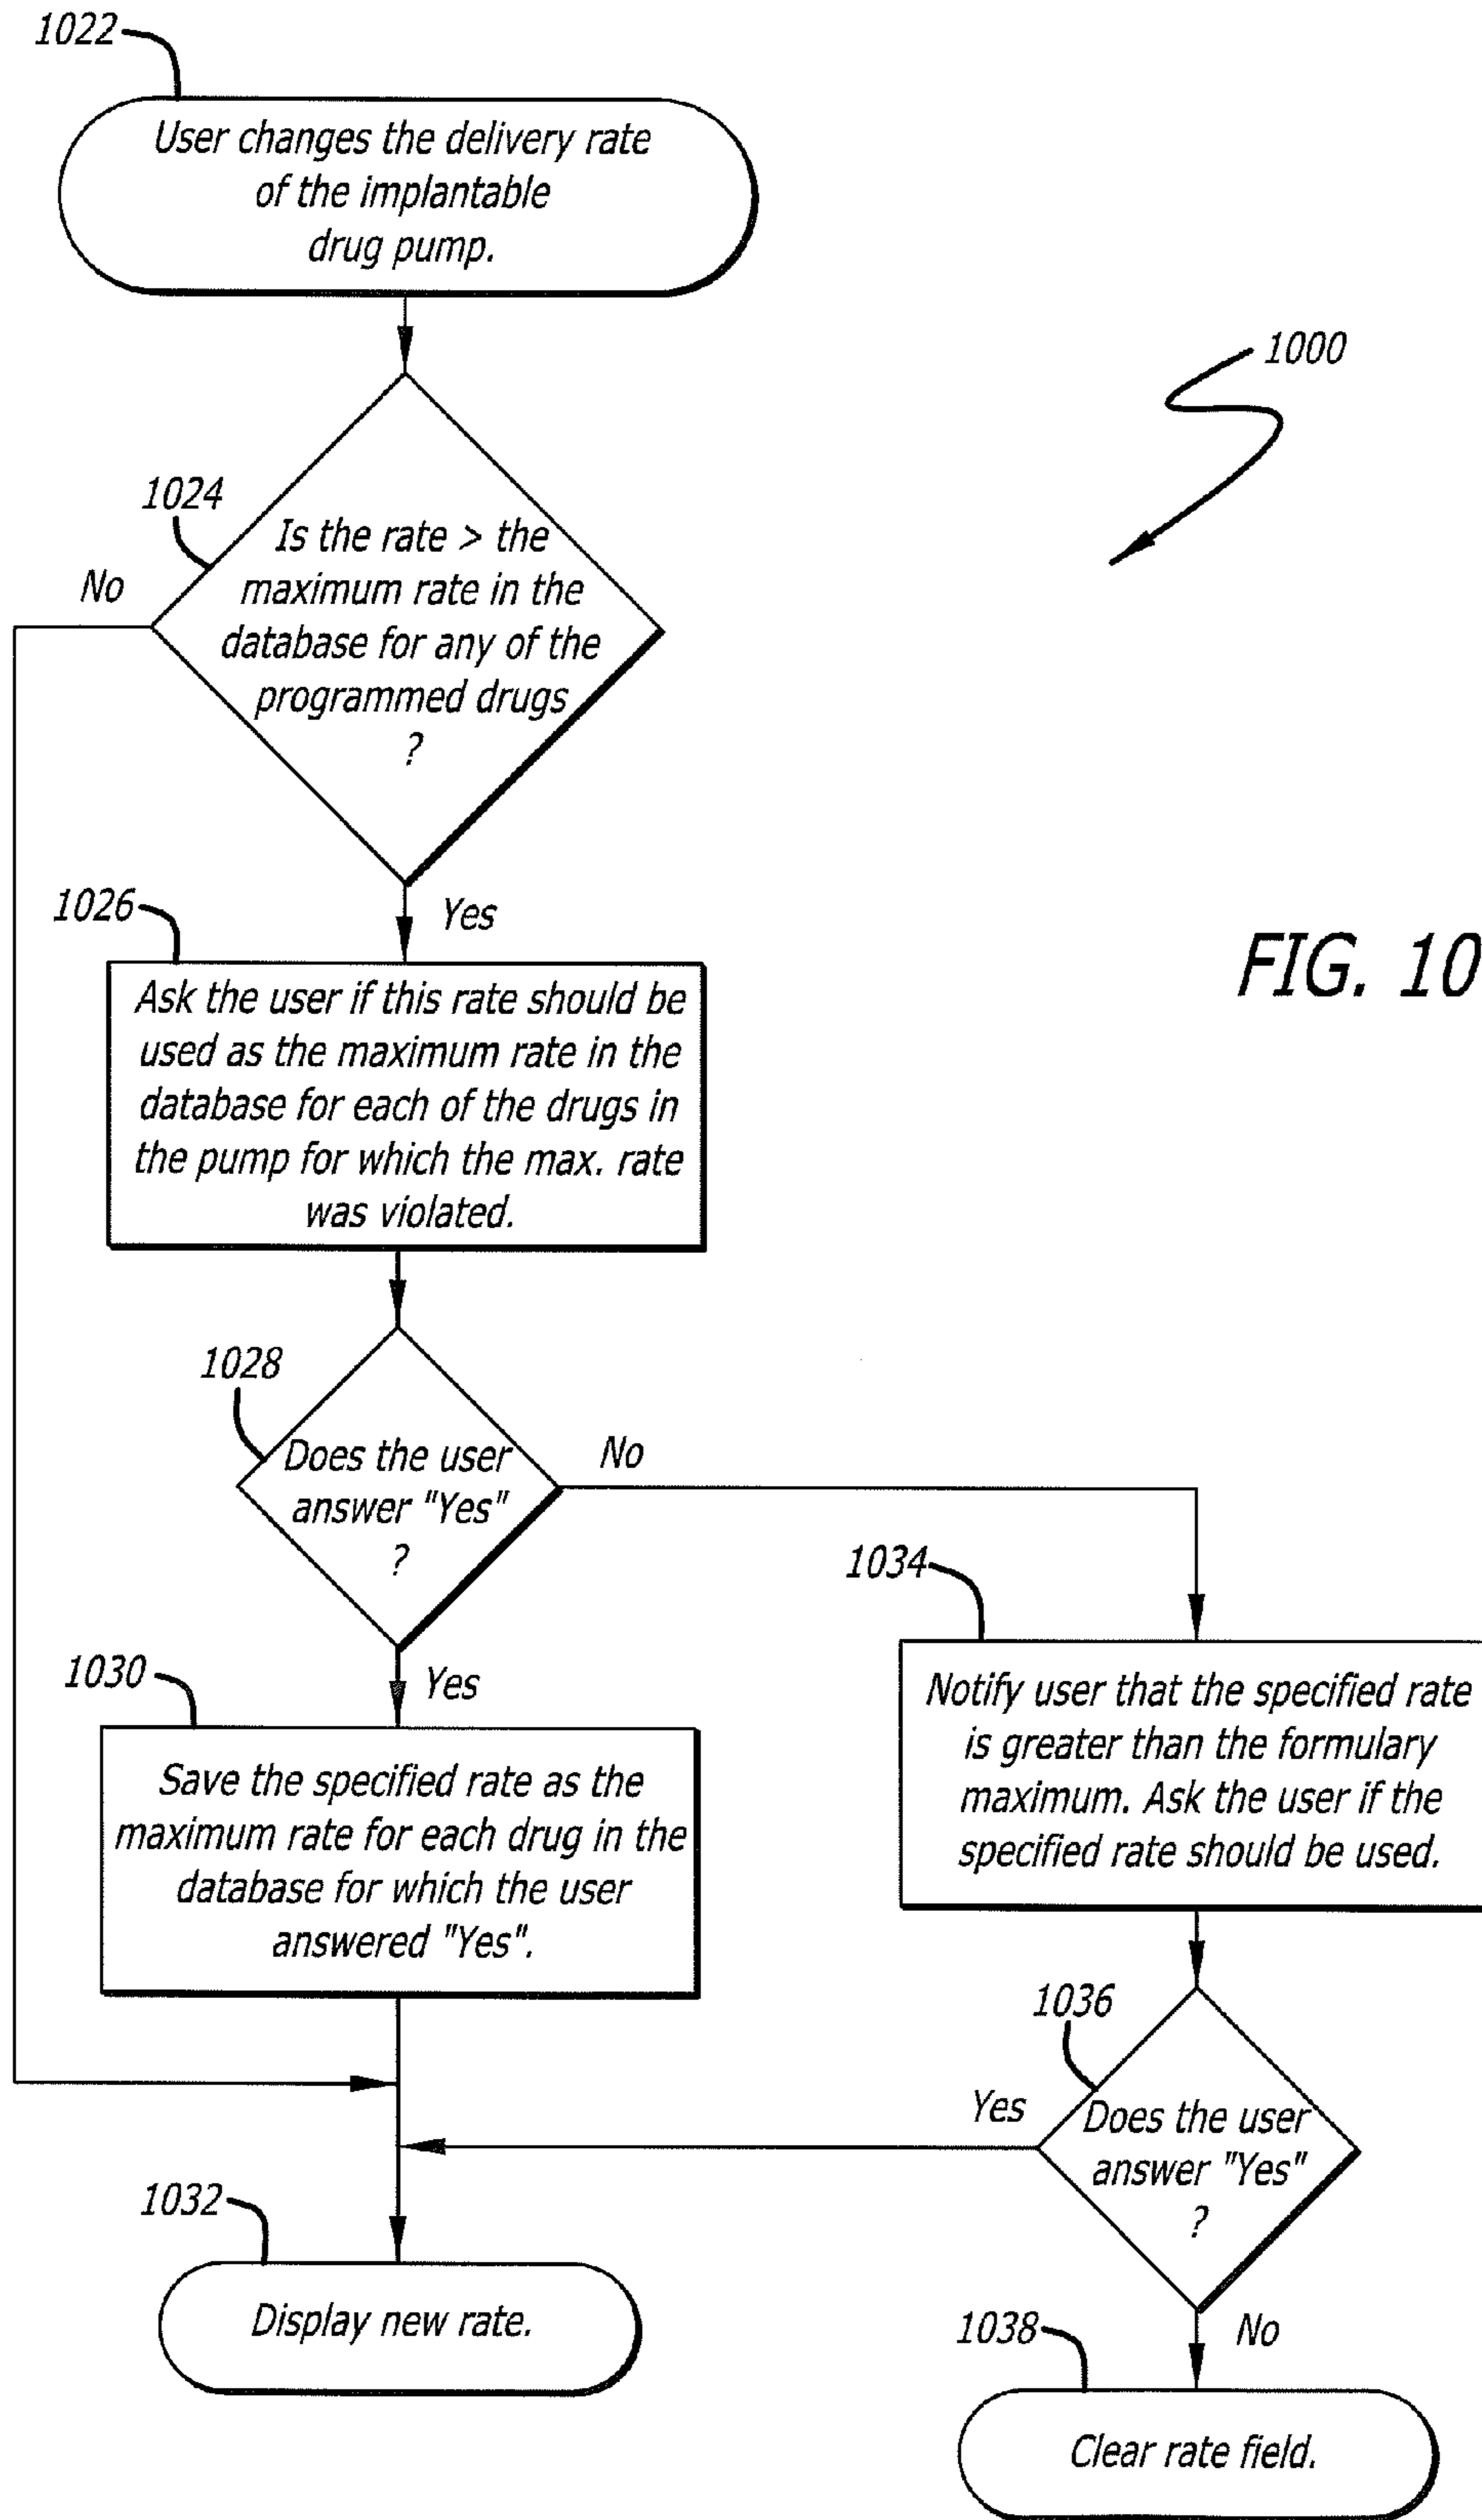 1022
User changes the delivery rate
of the implantable
drug pump.
1000
1024
Is the rate > the
maximum rate in the
database for any of the
programmed drugs
?
No
Yes
1026
Ask the user if this rate should be
used as the maximum rate in the
database for each of the drugs in
the pump for which the max. rate
was violated.
FIG. 10
1028
Does the user
answer "Yes"
?
No
Yes
1030
Save the specified rate as the
maximum rate for each drug in the
database for which the user
answered "Yes".
1034
Notify user that the specified rate
is greater than the formulary
maximum. Ask the user if the
specified rate should be used.
1036
Does the user
answer "Yes"
?
Yes
No
1032
Display new rate.
1038
Clear rate field.